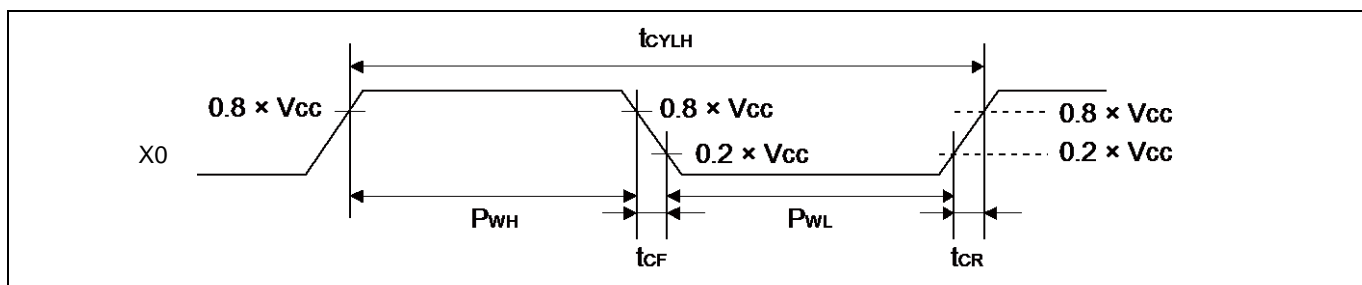 tCYLH
0.8 × VCC
0.8 × VCC
0.8 × VCC
X0
0.2 × VCC
0.2 × VCC
PWH
PWL
tCF
tCR